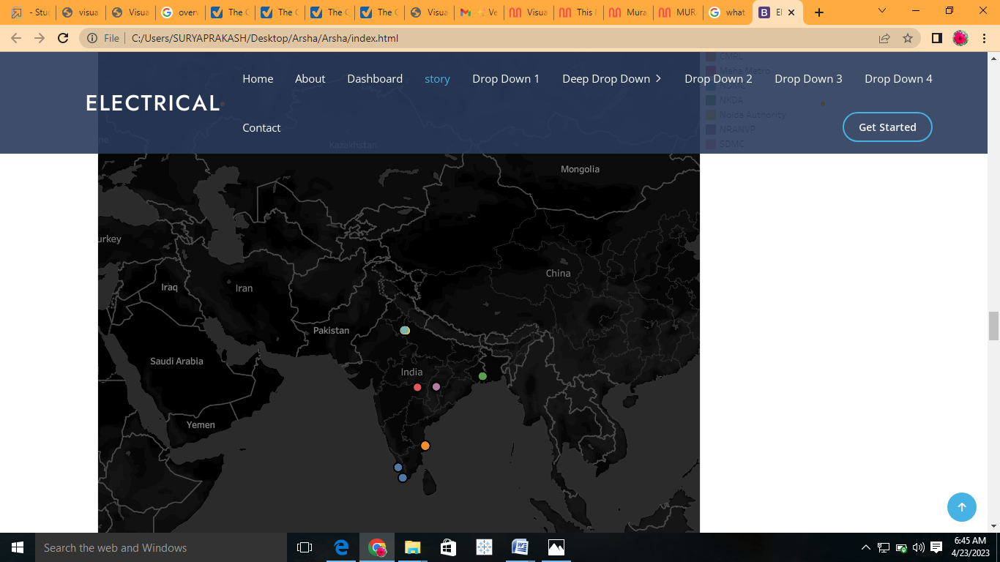 - Stu
visua
Visua
overv
The C
The C
The C
The C
Visua
Ve
Visua
This I
Mura
MUR
what
El
File
C:/Users/SURYAPRAKASH/Desktop/Arsha/Arsha/index.html
CMRL
Maha Metro
NDMC
NKDA
Noida Authority
NRANVP
SDMC
Home
About
Dashboard
story
Drop Down 1
Deep Drop Down
Drop Down 2
Drop Down 3
Drop Down 4
ELECTRICAL
Contact
Get Started
Kazakhstan
Mongolia
urkey
China
Iraq
Iran
Pakistan
Saudi Arabia
India
Yemen
Search the web and Windows
6:45 AM
4/23/2023